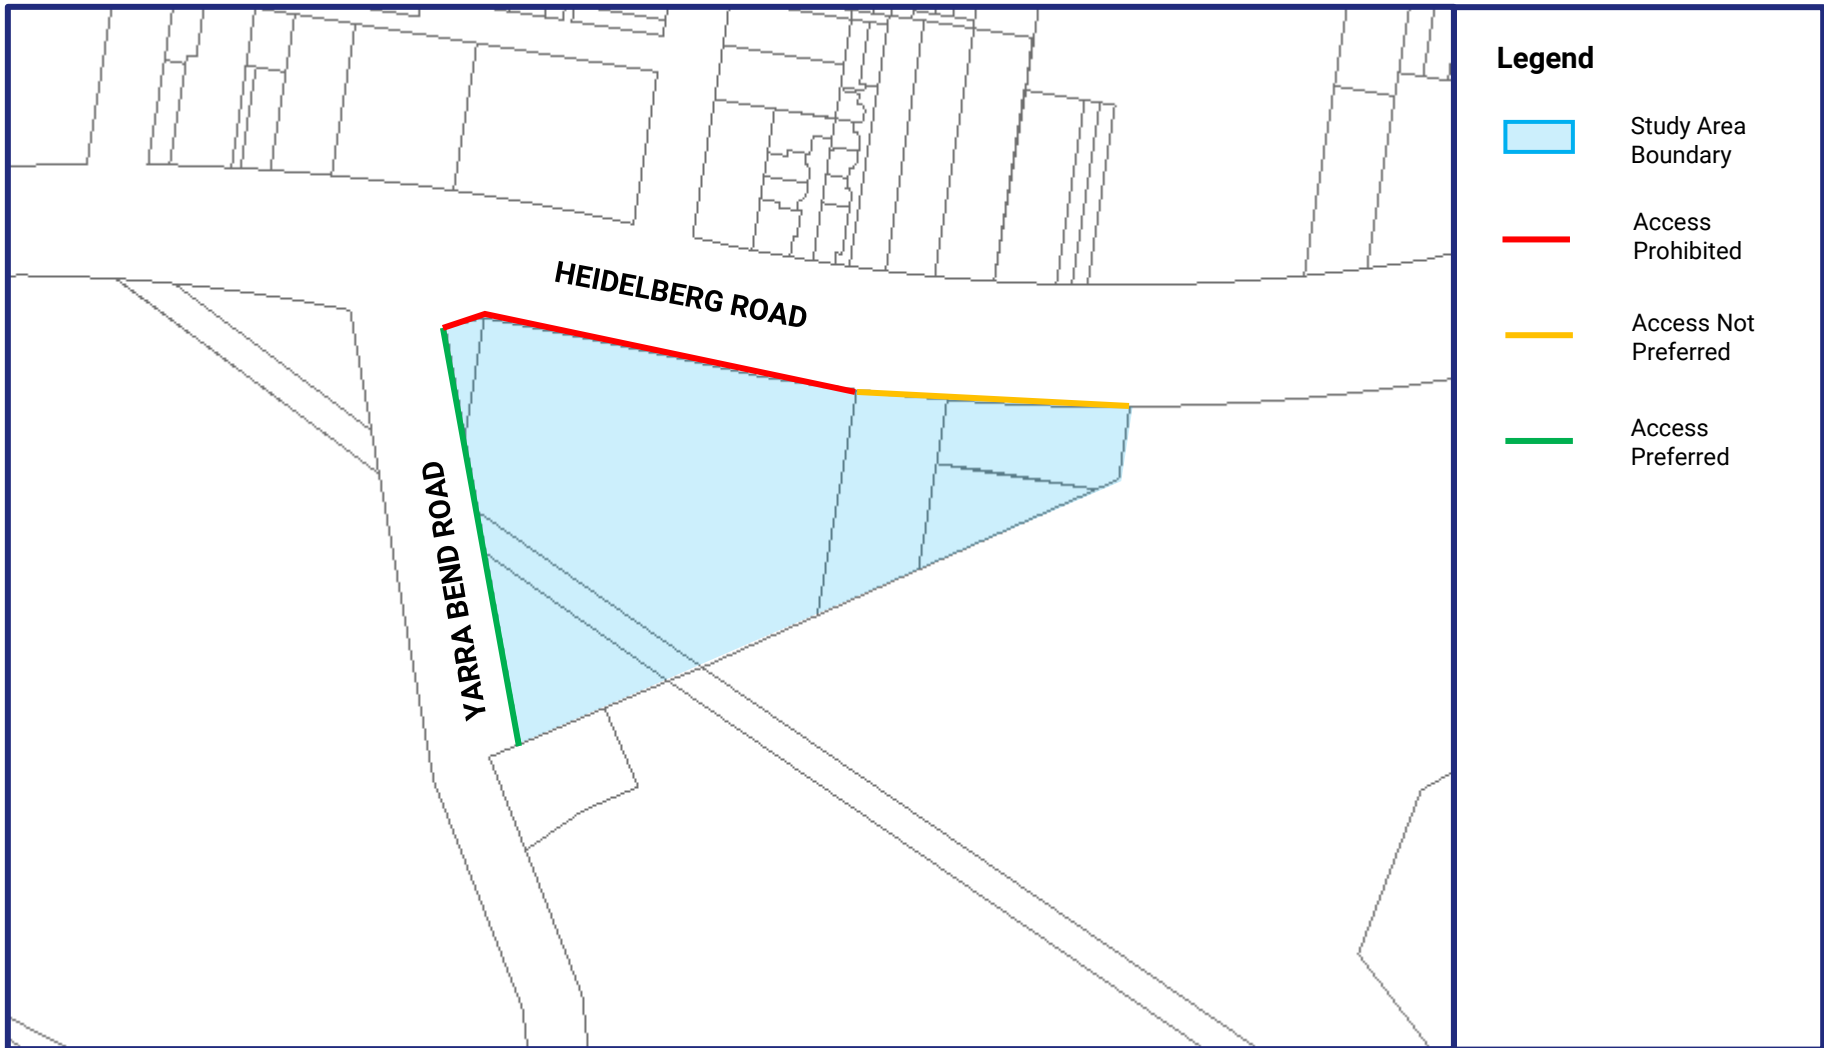 HEIDELBERG ROAD
YARRA BEND ROAD
Legend
Study Area
Boundary
Access
Prohibited
Access Not
Preferred
Access
Preferred